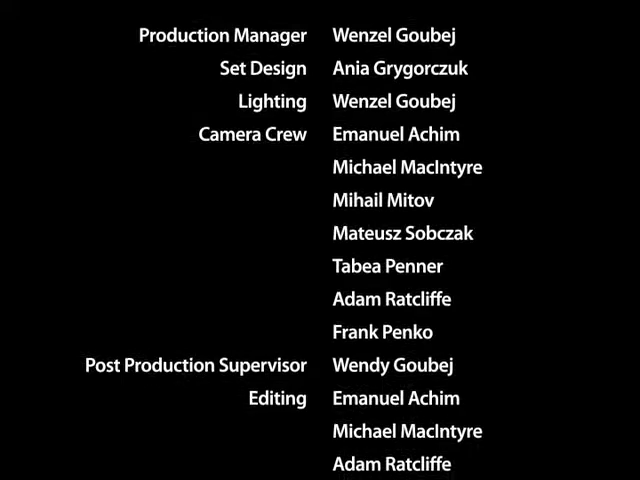 Production Manager Wenzel Goubej
Set Design Ania Grygorczuk
Lighting Wenzel Goubej
Camera Crew Emanuel Achim
Michael MacIntyre
Mihail Mitov
Mateusz Sobczak
Tabea Penner
Adam Ratcliffe
Frank Penko
Post Production Supervisor Wendy Goubej
Editing Emanuel Achim
Michael MacIntyre
Adam Ratcliffe